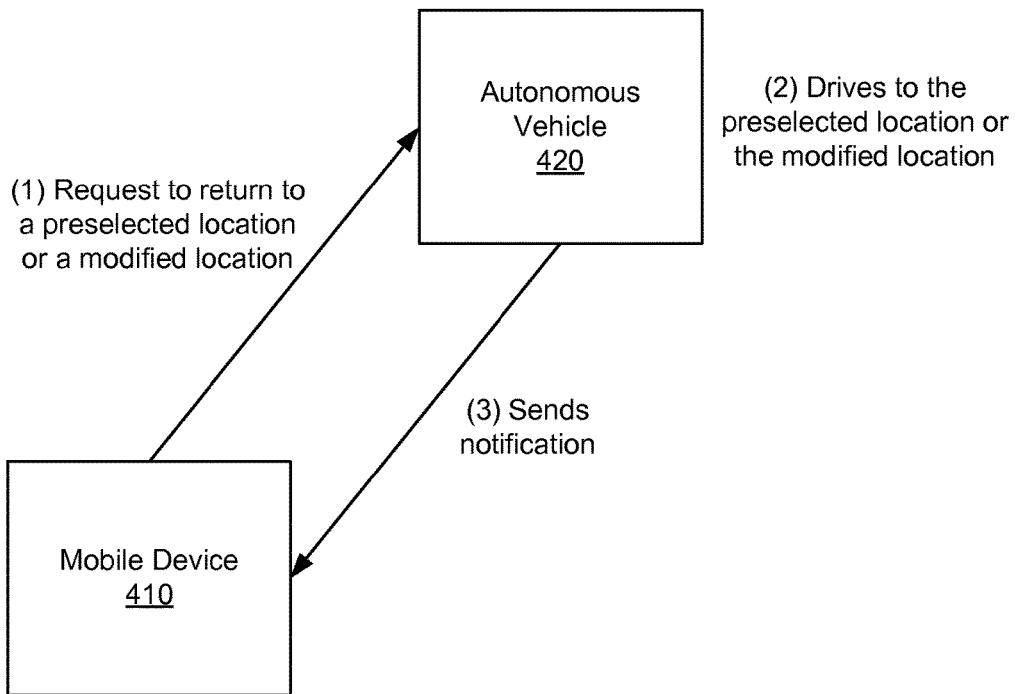 Autonomous
Vehicle
420
(2) Drives to the
preselected location or
the modified location
(1) Request to return to
a preselected location
or a modified location
(3) Sends
notification
Mobile Device
410